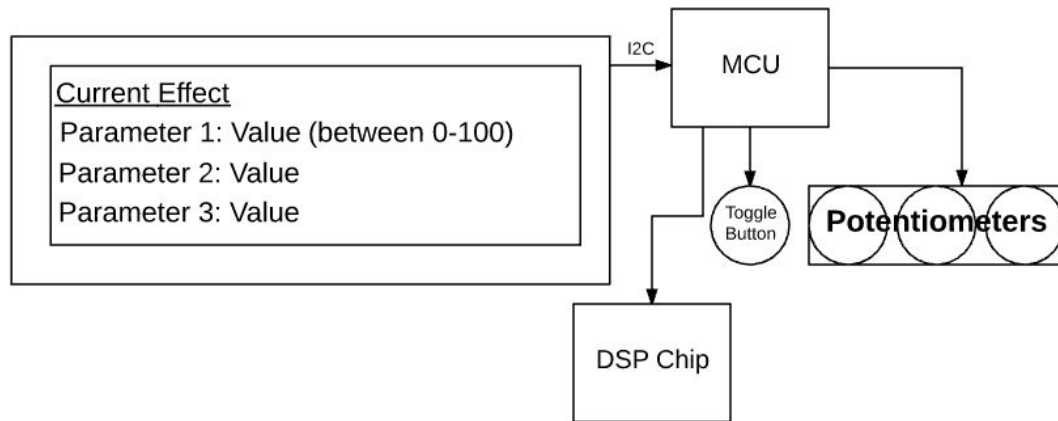 Current Effect
Parameter 1: Value (between 0-100)
Parameter 2: Value
Parameter 3: Value
I2C
MCU
Toggle
Button
Potentiometers
DSP Chip